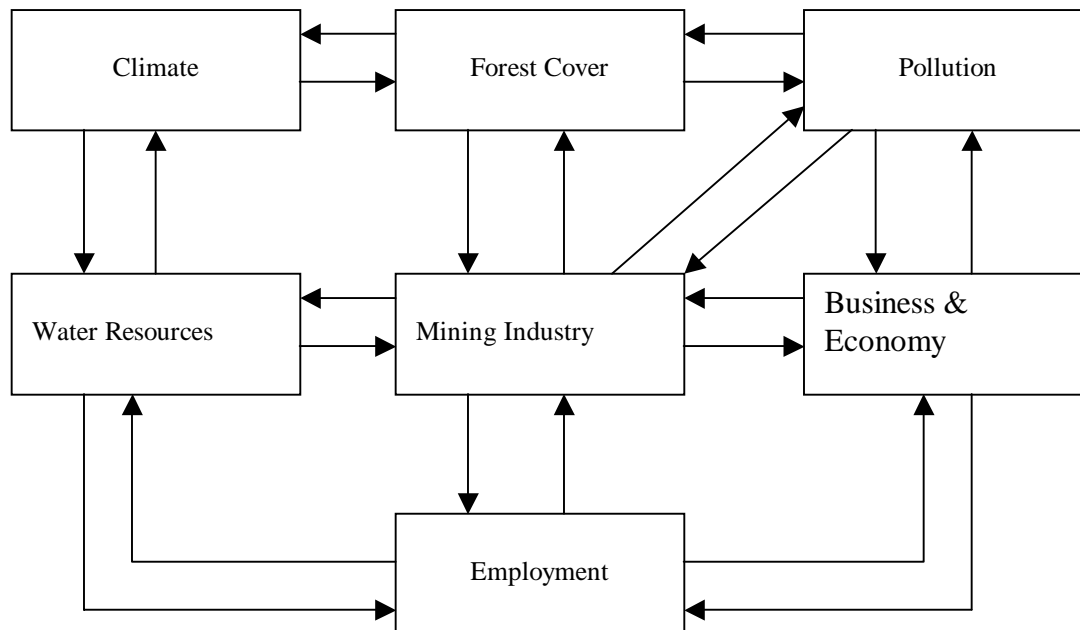 Climate
Forest Cover
Pollution
Water Resources
Mining Industry
Business &
Economy
Employment